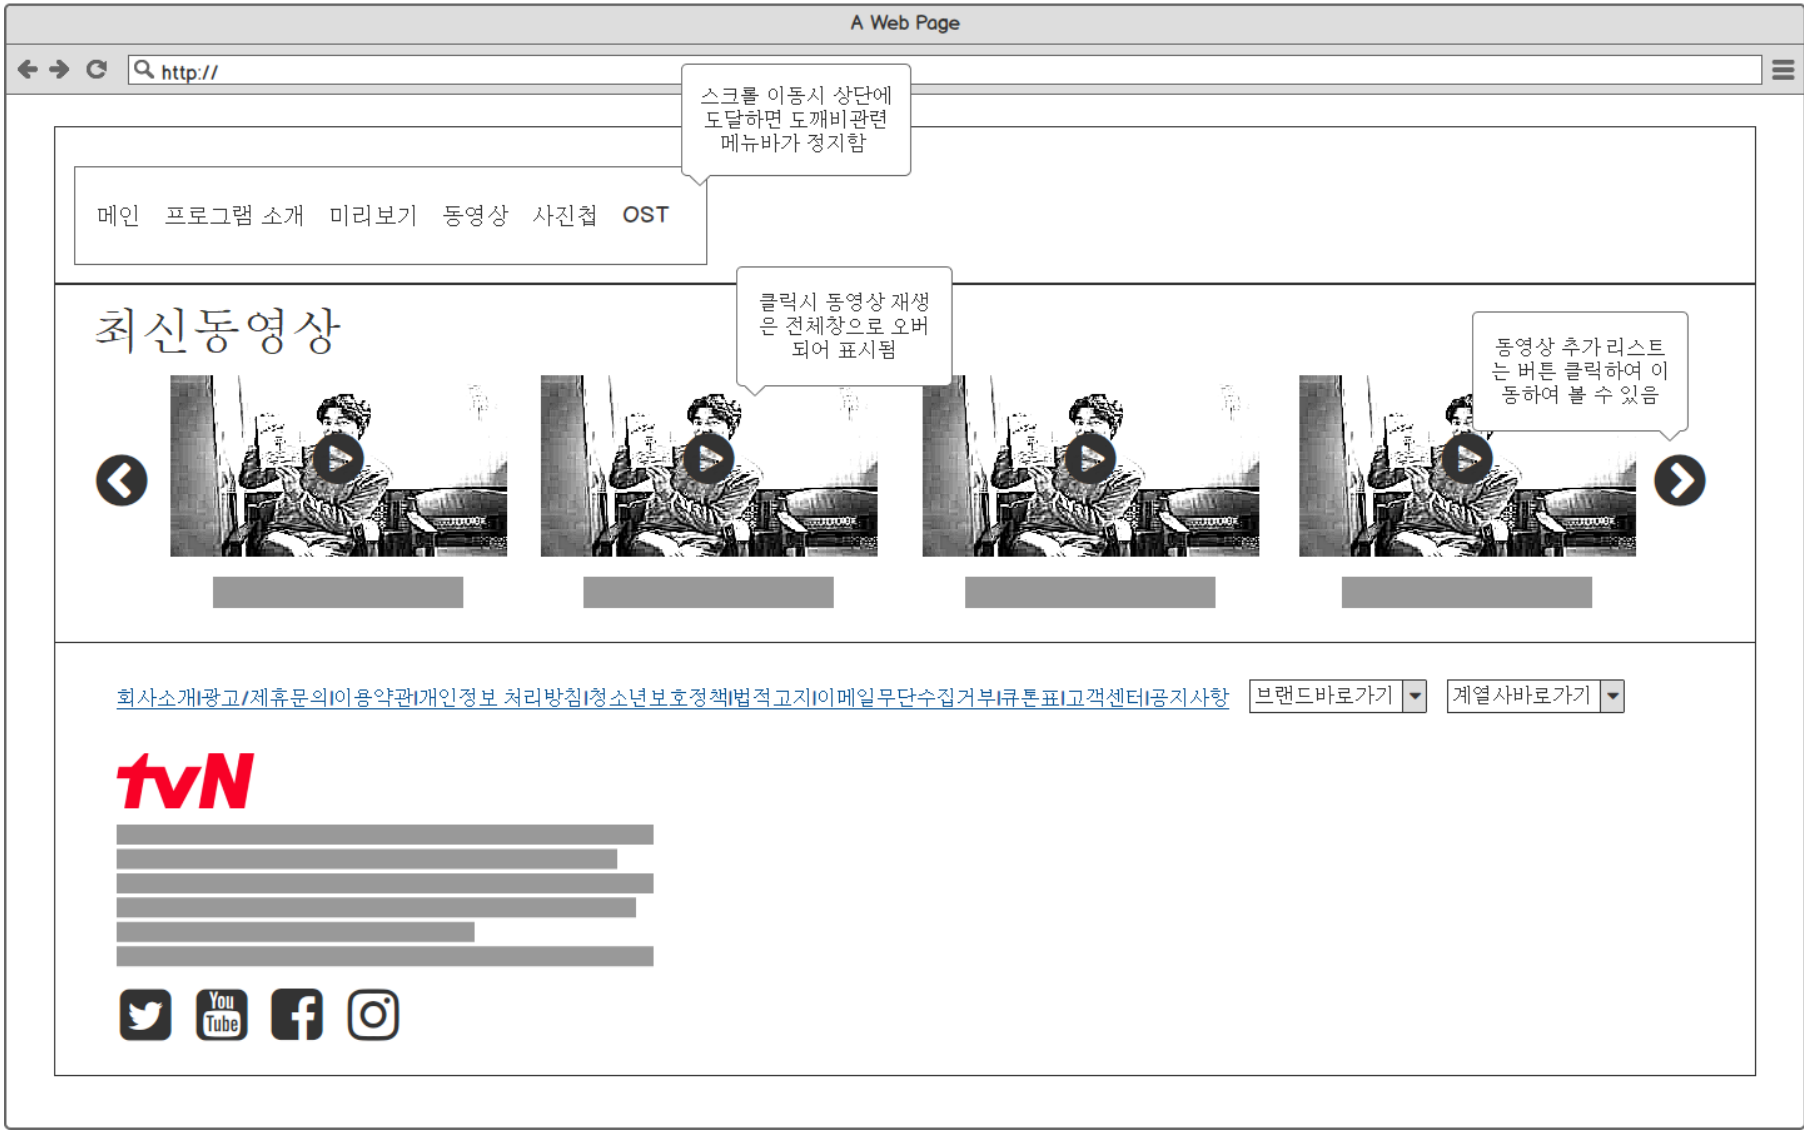 A Web Page
http://
스크롤 이동시 상단에
도달하면 도깨비관련
메뉴바가 정지함
메인 프로그램 소개 미리보기 동영상 사진첩 OST
클릭시 동영상 재생
은 전체창으로 오버
되어 표시됨
최신동영상
동영상 추가 리스트
는 버튼 클릭하여 이
동하여 볼 수 있음
회사소개|광고/제휴문의|이용약관|개인정보 처리방침|청소년보호정책|법적고지|이메일무단수집거부|큐톤표|고객센터|공지사항 브랜드바로가기 계열사바로가기
tvN
You
Tube